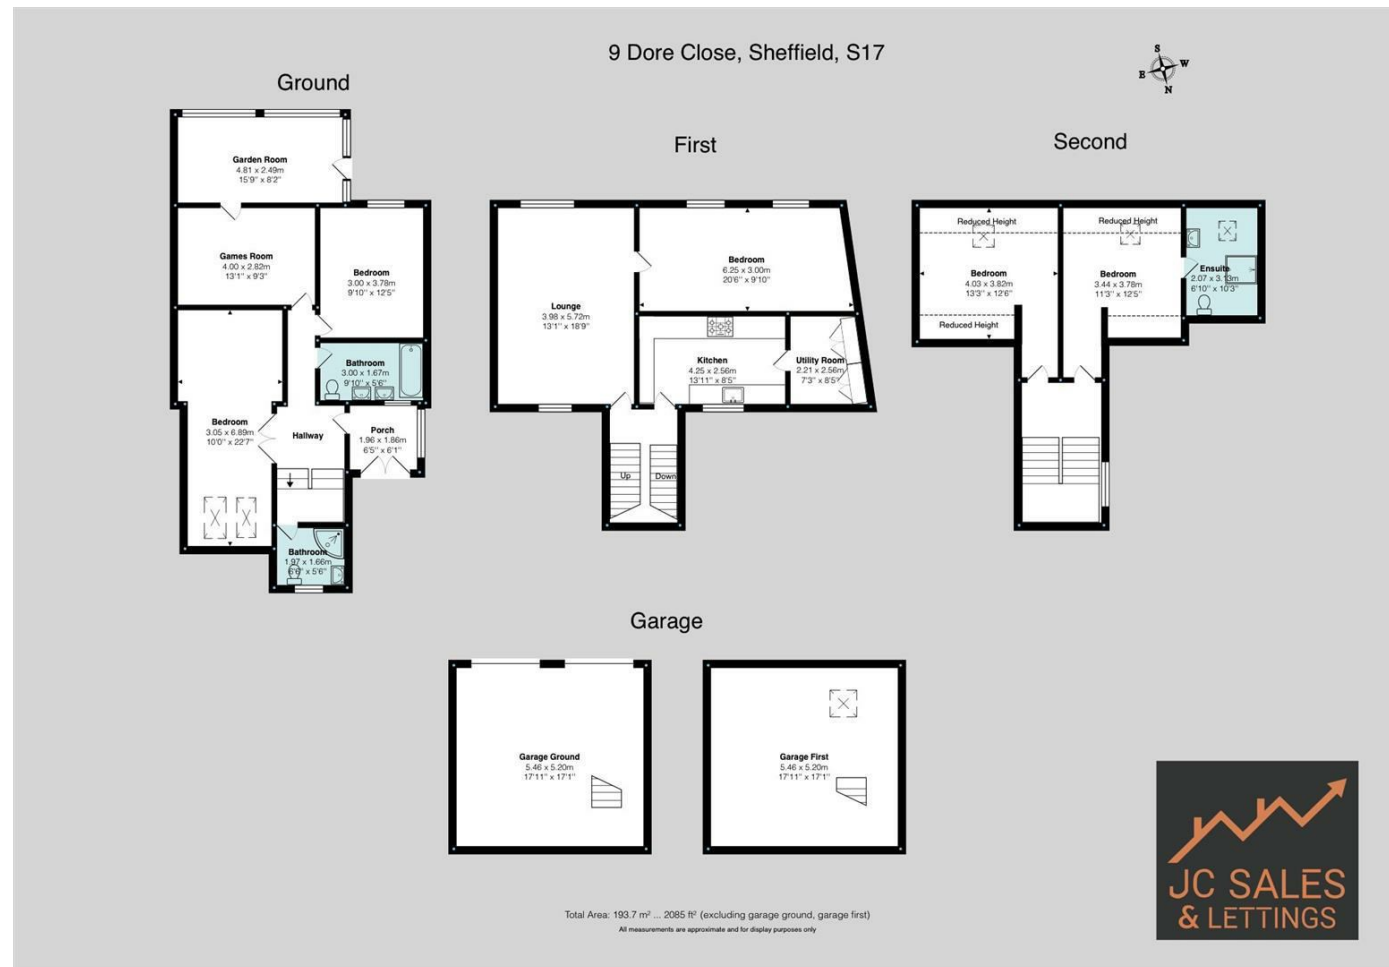 9 Dore Close, Sheffield, S17
S
E
W
N
Ground
First
Second
Garden Room
4.81 x 2.49m
15'9" x 8'2"
Games Room
4.00 x 2.82m
13'1" x 9'3"
Bedroom
3.00 x 3.78m
9'10" x 12'5"
Bathroom
3.00 x 1.67m
9'10" x 5'6"
Bedroom
3.05 x 6.89m
10'0" x 22'7"
Hallway
Porch
1.96 x 1.86m
6'5" x 6'1"
Bathroom
1.97 x 1.66m
6'6" x 5'6"
Lounge
3.98 x 5.72m
13'1" x 18'9"
Bedroom
6.25 x 3.00m
20'6" x 9'10"
Kitchen
4.25 x 2.56m
13'11" x 8'5"
Utility Room
2.21 x 2.56m
7'3" x 8'5"
Up
Down
Reduced Height
Bedroom
4.03 x 3.82m
13'3" x 12'6"
Reduced Height
Reduced Height
Bedroom
3.44 x 3.78m
11'3" x 12'5"
Ensuite
2.07 x 3.13m
6'10" x 10'3"
Garage
Garage Ground
5.46 x 5.20m
17'11" x 17'1"
Garage First
5.46 x 5.20m
17'11" x 17'1"
JC SALES
& LETTINGS
Total Area: 193.7 m² ... 2085 ft² (excluding garage ground, garage first)
All measurements are approximate and for display purposes only